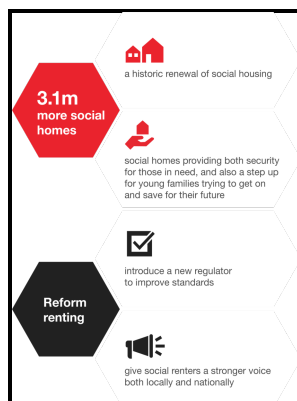 a historic renewal of social housing
3.1m
more social
homes
social homes providing both security
for those in need, and also a step up
for young families trying to get on
and save for their future
introduce a new regulator
to improve standards
Reform
renting
give social renters a stronger voice
both locally and nationally